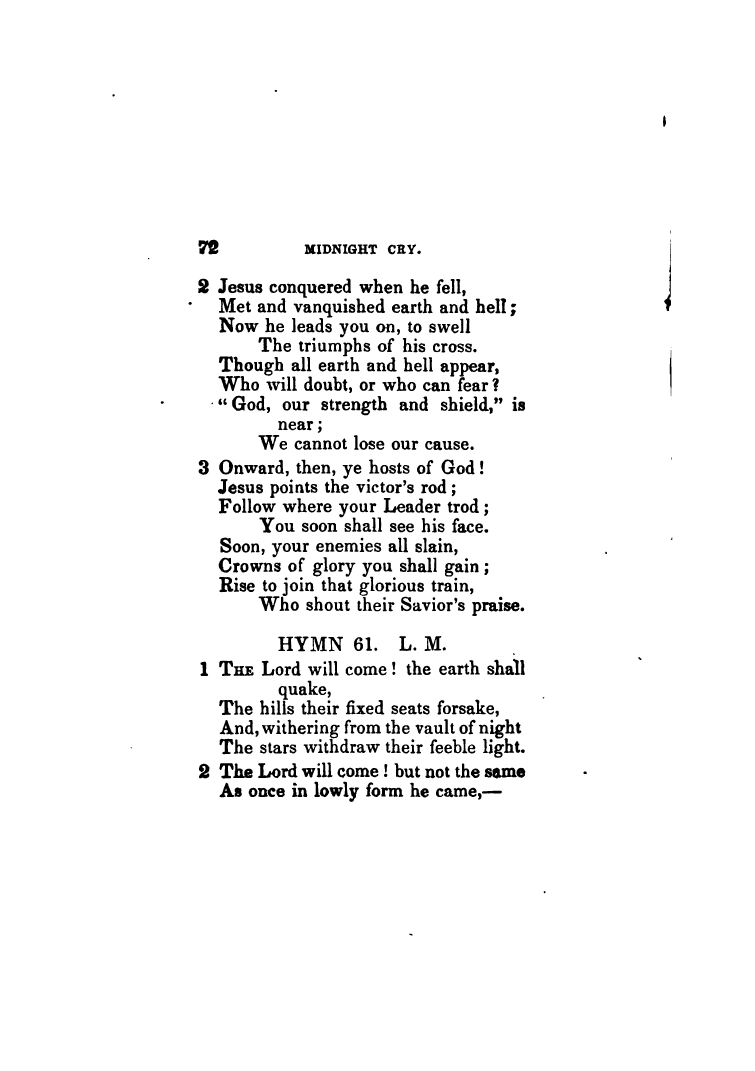 72 MIDNIGHT CRY.
2 Jesus conquered when he fell,
Met and vanquished earth and hell;
Now he leads you on, to swell
The triumphs of his cross.
Though all earth and hell appear,
Who will doubt, or who can fear?
"God, our strength and shield," is
near;
We cannot lose our cause.
3 Onward, then, ye hosts of God!
Jesus points the victor's rod;
Follow where your Leader trod;
You soon shall see his face.
Soon, your enemies all slain,
Crowns of glory you shall gain;
Rise to join that glorious train,
Who shout their Savior's praise.
HYMN 61. L. M.
1 THE Lord will come! the earth shall
quake,
The hills their fixed seats forsake,
And, withering from the vault of night
The stars withdraw their feeble light.
2 The Lord will come! but not the same
As once in lowly form he came,—